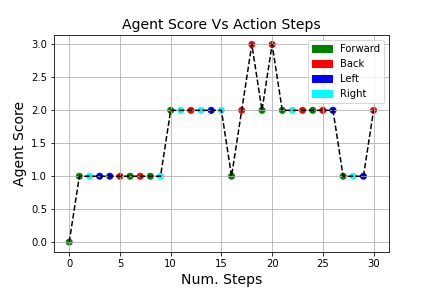 Agent Score Vs Action Steps
3.0
2.5
2.0
1.5
1.0
0.5
0.0
Agent Score
Forward
Back
Left
Right
0 5 10 15 20 25 30
Num. Steps